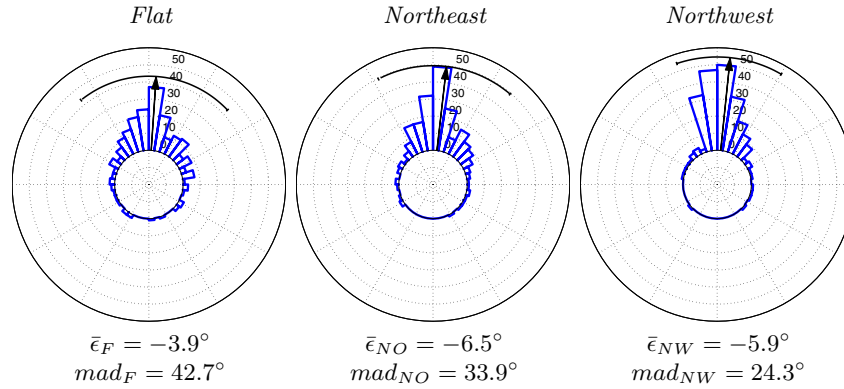 Flat Northeast Northwest
50 50 50
40 40 40
30 30 30
20 20 20
10 10 10
ε̄_F = −3.9° ε̄_NO = −6.5° ε̄_NW = −5.9°
mad_F = 42.7° mad_NO = 33.9° mad_NW = 24.3°